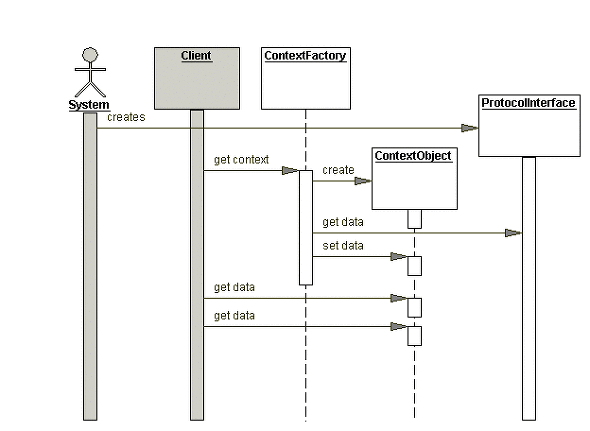 Client
ContextFactory
System
ProtocolInterface
creates
ContextObject
get context
create
get data
set data
get data
get data